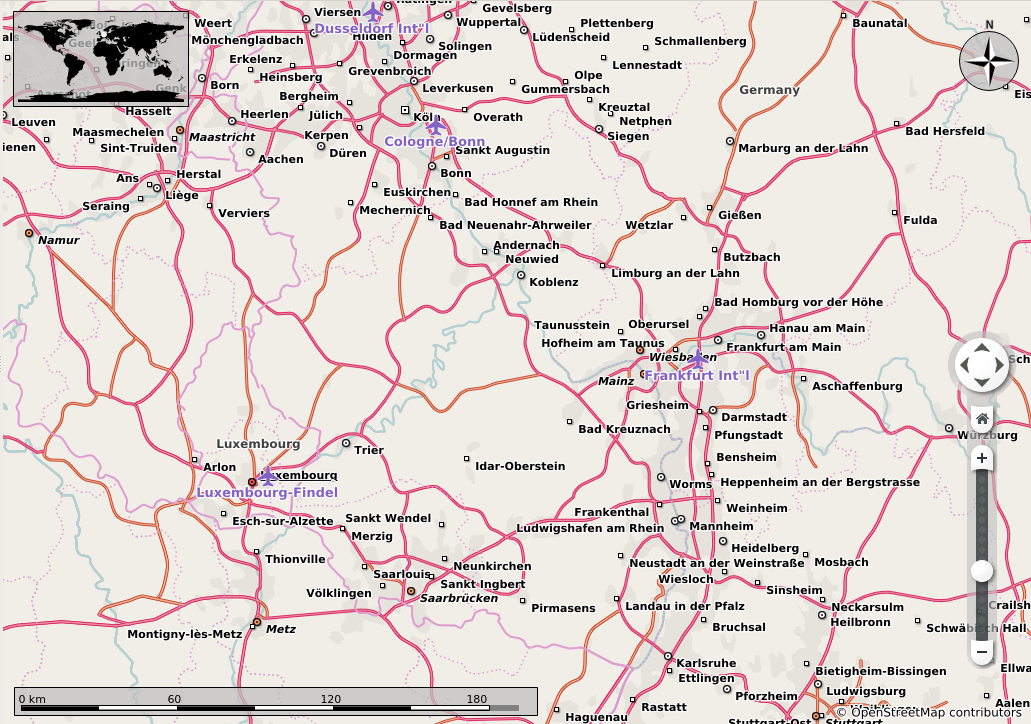 Viersen
Ratingen
Gevelsberg
Weert
Dusseldorf Int'l
Wuppertal
Plettenberg
Baunatal
N
Mönchengladbach
Hilden
Solingen
Lüdenscheid
Schmallenberg
Erkelenz
Dormagen
Lennestadt
Heinsberg
Grevenbroich
Olpe
Born
Leverkusen
Gummersbach
Germany
Bergheim
Kreuztal
Hasselt
Heerlen
Jülich
Köln
Overath
Netphen
Leuven
Maasmechelen
Maastricht
Kerpen
Cologne/Bonn
Siegen
Bad Hersfeld
Sint-Truiden
Aachen
Düren
Sankt Augustin
Marburg an der Lahn
Ans
Herstal
Bonn
Liège
Euskirchen
Seraing
Verviers
Mechernich
Bad Honnef am Rhein
Gießen
Fulda
Namur
Bad Neuenahr-Ahrweiler
Wetzlar
Andernach
Neuwied
Butzbach
Koblenz
Limburg an der Lahn
Bad Homburg vor der Höhe
Taunusstein
Oberursel
Hanau am Main
Hofheim am Taunus
Frankfurt am Main
Wiesbaden
Mainz
Frankfurt Int"l
Aschaffenburg
Griesheim
Darmstadt
Bad Kreuznach
Pfungstadt
Würzburg
Luxembourg
Trier
Arlon
Luxembourg
Luxembourg-Findel
Idar-Oberstein
Bensheim
Worms
Heppenheim an der Bergstrasse
Esch-sur-Alzette
Sankt Wendel
Frankenthal
Weinheim
Merzig
Ludwigshafen am Rhein
Mannheim
Heidelberg
Thionville
Saarlouis
Neunkirchen
Neustadt an der Weinstraße
Mosbach
Völklingen
Sankt Ingbert
Wiesloch
Sinsheim
Saarbrücken
Pirmasens
Landau in der Pfalz
Neckarsulm
Montigny-lès-Metz
Metz
Bruchsal
Heilbronn
Schwäbisch Hall
Karlsruhe
Ettlingen
Bietigheim-Bissingen
Pforzheim
Ludwigsburg
Rastatt
Haguenau
Aalen
Stuttgart-Ost
Stuttgart
0 km
60
120
180
© OpenStreetMap contributors